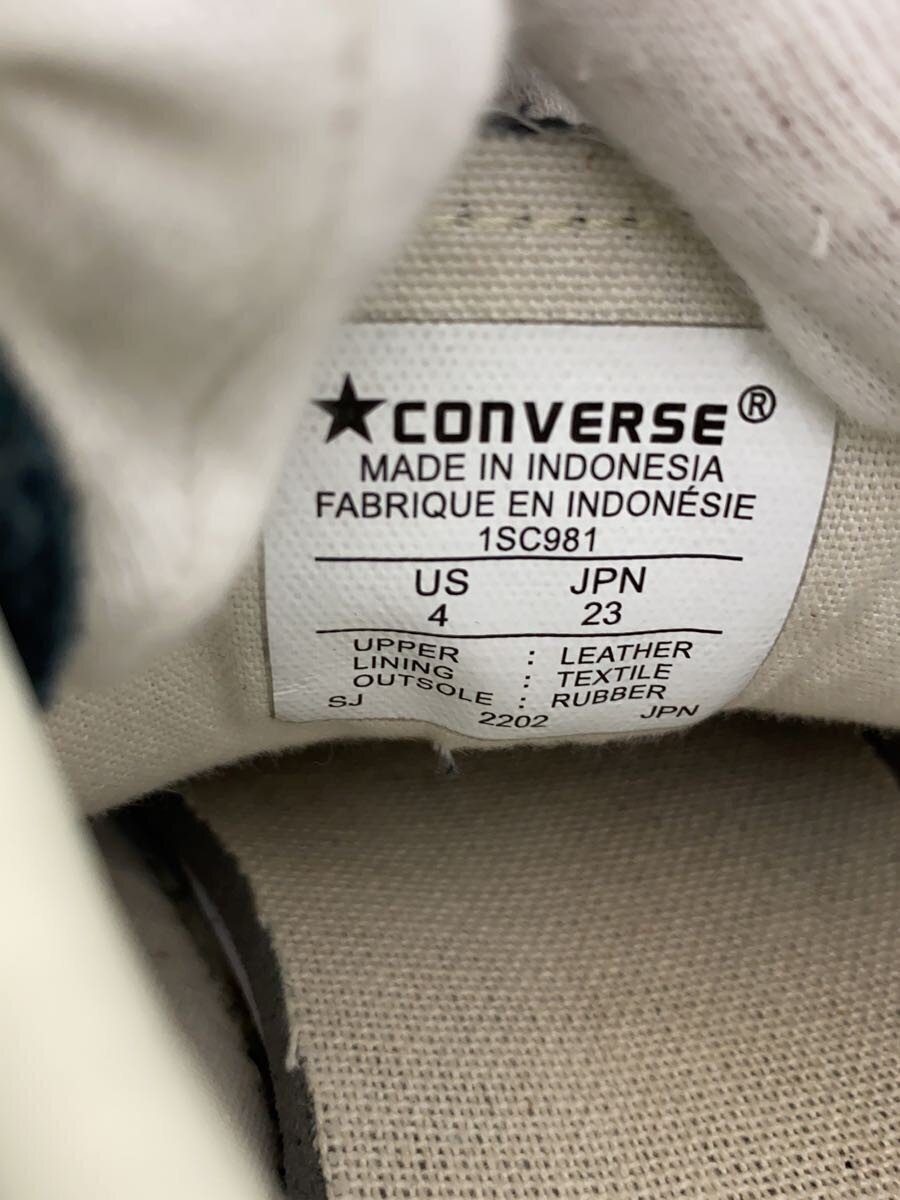 ★CONVERSE®
MADE IN INDONESIA
FABRIQUE EN INDONÉSIE
1SC981
US JPN
4 23
UPPER : LEATHER
LINING : TEXTILE
OUTSOLE : RUBBER
SJ 2202 JPN